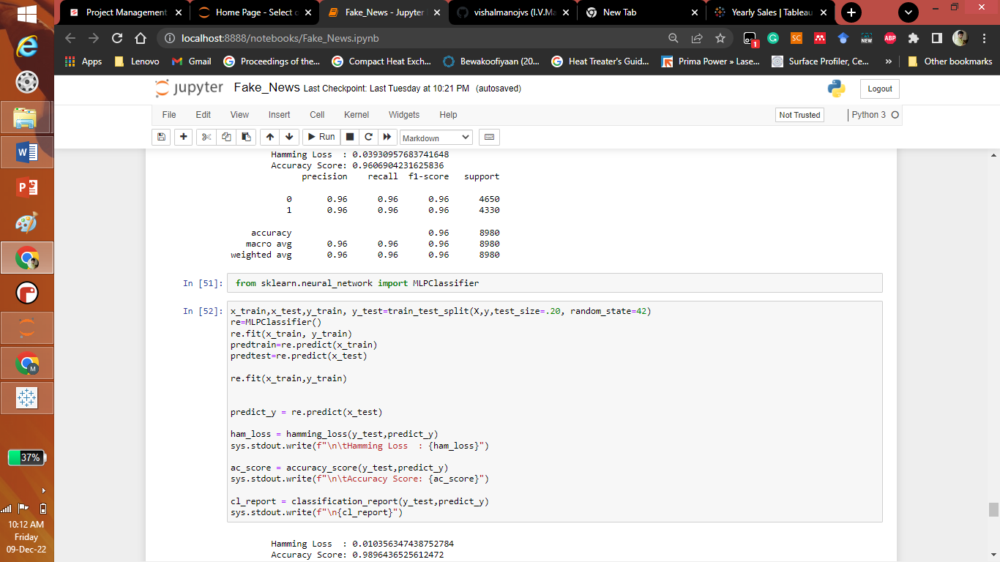 Project Management
Home Page - Select o
Fake_News - Jupyter
vishalmanojvs (I.V.Ma
New Tab
Yearly Sales | Tableau
localhost:8888/notebooks/Fake_News.ipynb
Apps
Lenovo
Gmail
Proceedings of the...
Compact Heat Exch...
Bewakoofiyaan (20...
Heat Treater's Guid...
Prima Power » Lase...
Surface Profiler, Ce...
»
Other bookmarks
jupyter Fake_News Last Checkpoint: Last Tuesday at 10:21 PM (autosaved)
Logout
File Edit View Insert Cell Kernel Widgets Help
Not Trusted
Python 3
Run
Markdown
Hamming Loss  : 0.03930957683741648
Accuracy Score: 0.9606904231625836
precision recall f1-score support
0 0.96 0.96 0.96 4650
1 0.96 0.96 0.96 4330
accuracy 0.96 8980
macro avg 0.96 0.96 0.96 8980
weighted avg 0.96 0.96 0.96 8980
In [51]: from sklearn.neural_network import MLPClassifier
In [52]: x_train,x_test,y_train, y_test=train_test_split(X,y,test_size=.20, random_state=42)
re=MLPClassifier()
re.fit(x_train, y_train)
predtrain=re.predict(x_train)
predtest=re.predict(x_test)
re.fit(x_train,y_train)
predict_y = re.predict(x_test)
ham_loss = hamming_loss(y_test,predict_y)
sys.stdout.write(f"\n\tHamming Loss  : {ham_loss}")
ac_score = accuracy_score(y_test,predict_y)
sys.stdout.write(f"\n\tAccuracy Score: {ac_score}")
cl_report = classification_report(y_test,predict_y)
sys.stdout.write(f"\n{cl_report}")
Hamming Loss  : 0.010356347438752784
Accuracy Score: 0.9896436525612472
37%
10:12 AM
Friday
09-Dec-22